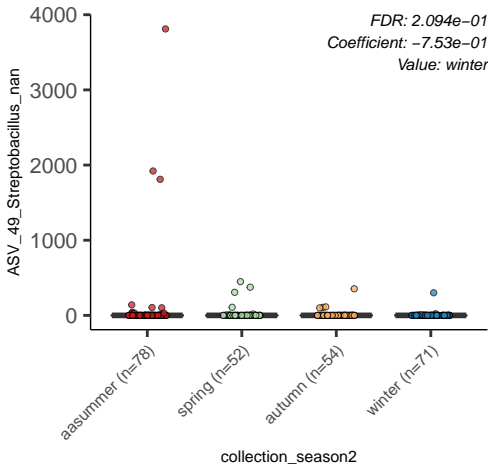 FDR: 2.094e−01
Coefficient: −7.53e−01
Value: winter
ASV_49_Streptobacillus_nan
4000
3000
2000
1000
0
aasummer (n=78)
spring (n=52)
autumn (n=54)
winter (n=71)
collection_season2